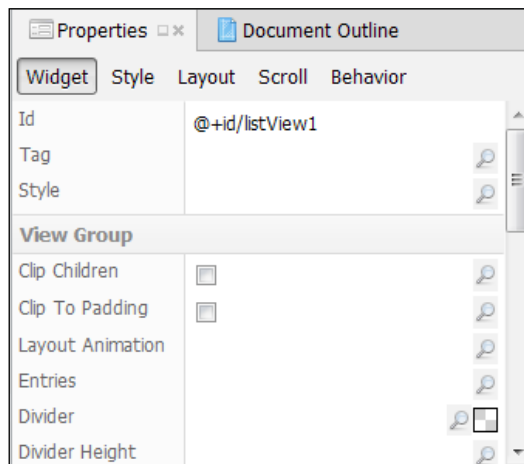 Properties Document Outline
Widget Style Layout Scroll Behavior
Id @+id/listView1
Tag
Style
View Group
Clip Children
Clip To Padding
Layout Animation
Entries
Divider
Divider Height